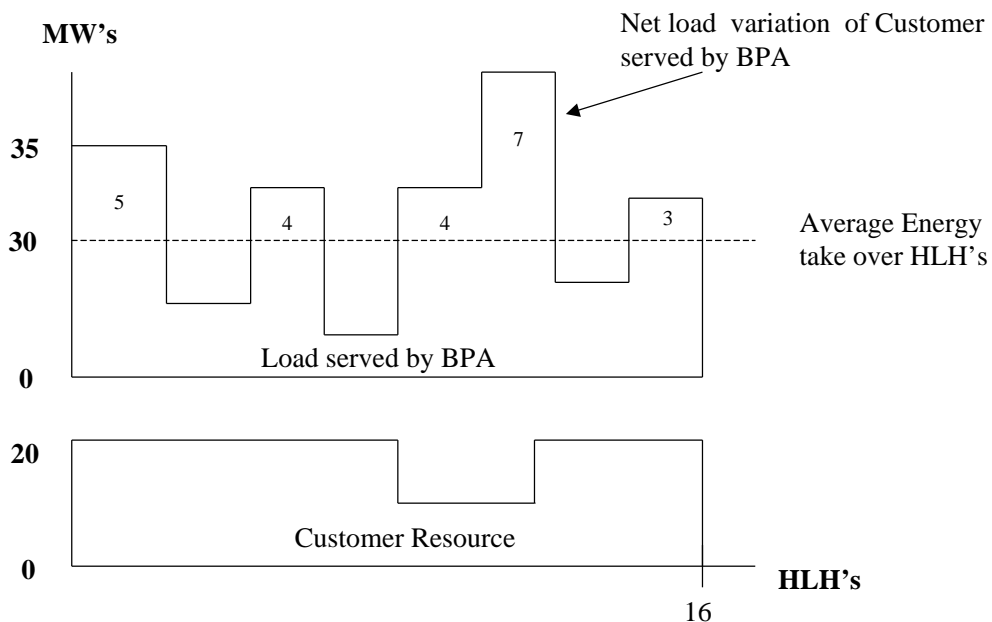 Net load variation of Customer
served by BPA
MW's
35
7
5
4
4
3
30
Average Energy
take over HLH's
Load served by BPA
0
20
Customer Resource
0
HLH's
16